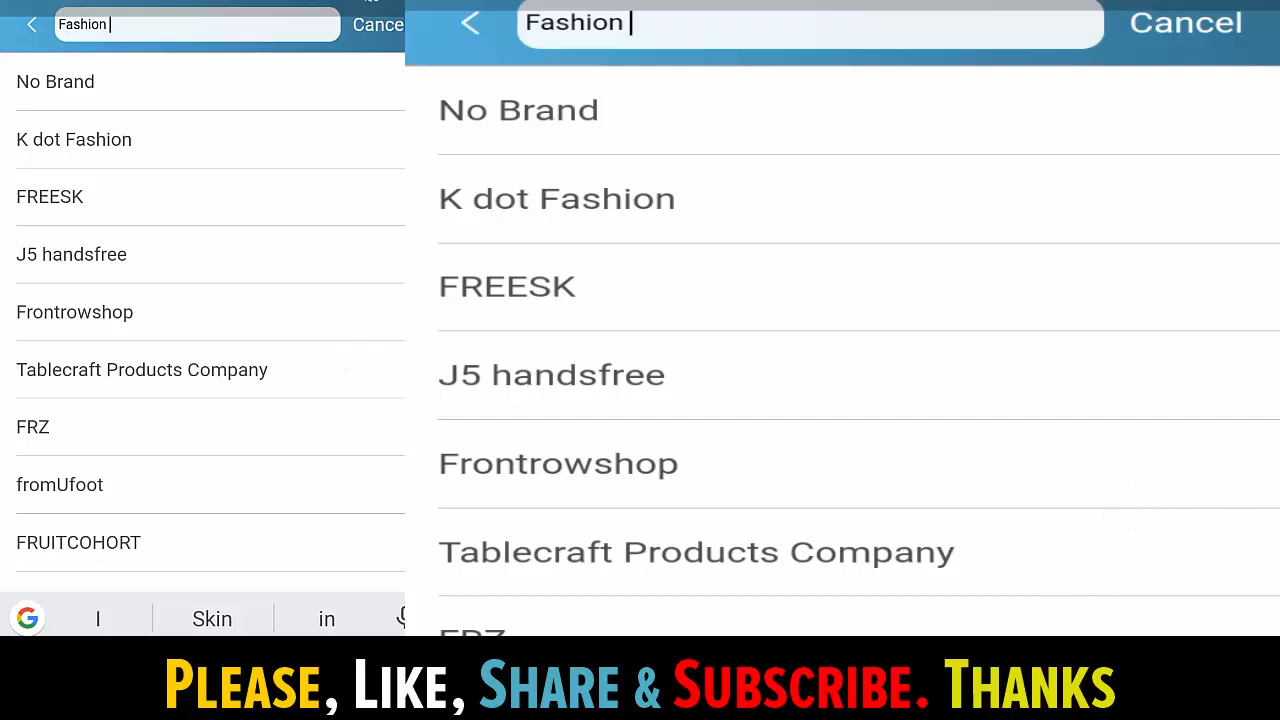 Fashion
Cance
No Brand
K dot Fashion
FREESK
J5 handsfree
Frontrowshop
Tablecraft Products Company
FRZ
fromUfoot
FRUITCOHORT
I
Skin
in
Fashion
Cancel
No Brand
K dot Fashion
FREESK
J5 handsfree
Frontrowshop
Tablecraft Products Company
FRZ
PLEASE, LIKE, SHARE & SUBSCRIBE. THANKS